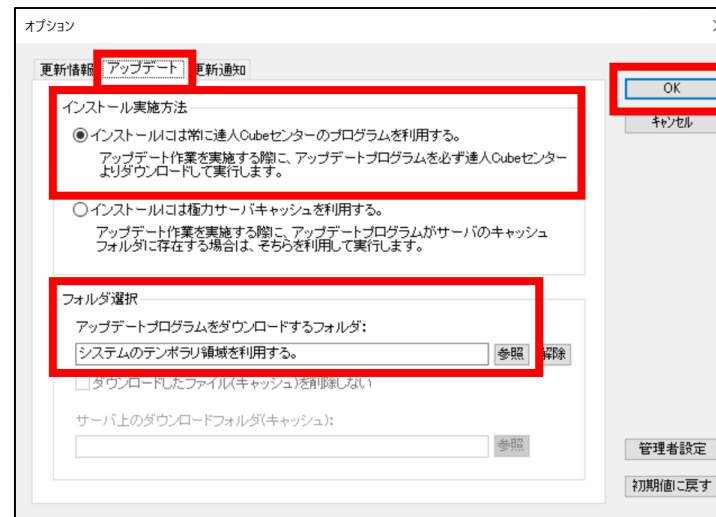 オプション
更新情報 アップデート 更新通知
OK
キャンセル
インストール実施方法
インストールには常に達人Cubeセンターのプログラムを利用する。
アップデート作業を実施する際に、アップデートプログラムを必ず達人Cubeセンター
よりダウンロードして実行します。
インストールには極力サーバキャッシュを利用する。
アップデート作業を実施する際に、アップデートプログラムがサーバのキャッシュ
フォルダに存在する場合は、そちらを利用して実行します。
フォルダ選択
アップデートプログラムをダウンロードするフォルダ:
システムのテンポラリ領域を利用する。 参照 解除
ダウンロードしたファイル(キャッシュ)を削除しない
サーバ上のダウンロードフォルダ(キャッシュ):
参照
管理者設定
初期値に戻す